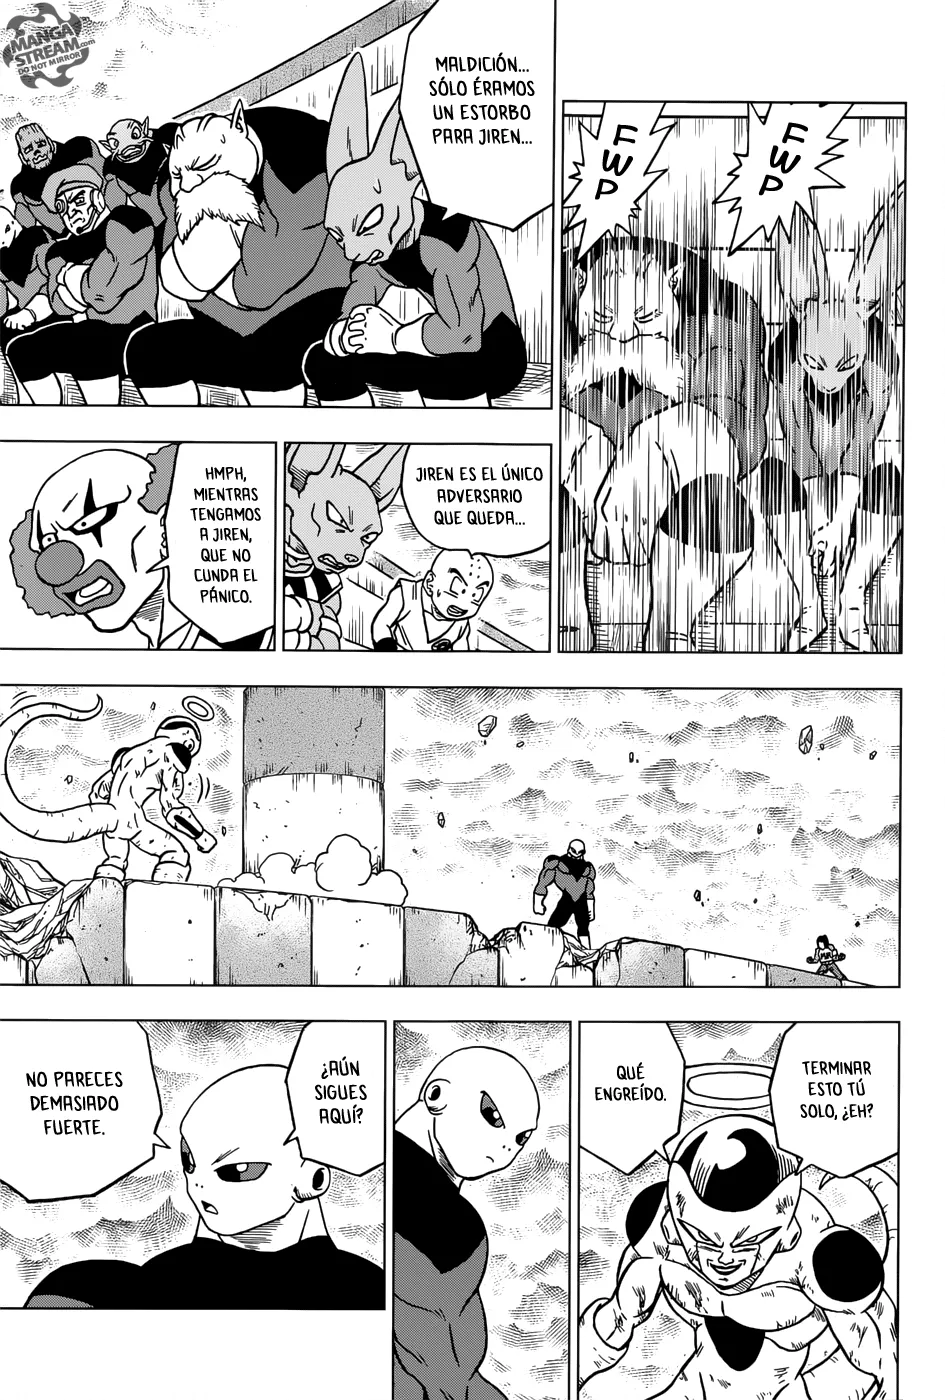 MANGA
STREAM.com
DO NOT MIRROR
FWP
FWP
MALDICIÓN...
SÓLO ÉRAMOS
UN ESTORBO
PARA JIREN...
JIREN ES EL ÚNICO
ADVERSARIO
QUE QUEDA...
HMPH,
MIENTRAS
TENGAMOS
A JIREN,
QUE NO
CUNDA EL
PÁNICO.
TERMINAR
ESTO TÚ
SOLO, ¿EH?
QUÉ
ENGREÍDO.
¿AÚN
SIGUES
AQUÍ?
NO PARECES
DEMASIADO
FUERTE.